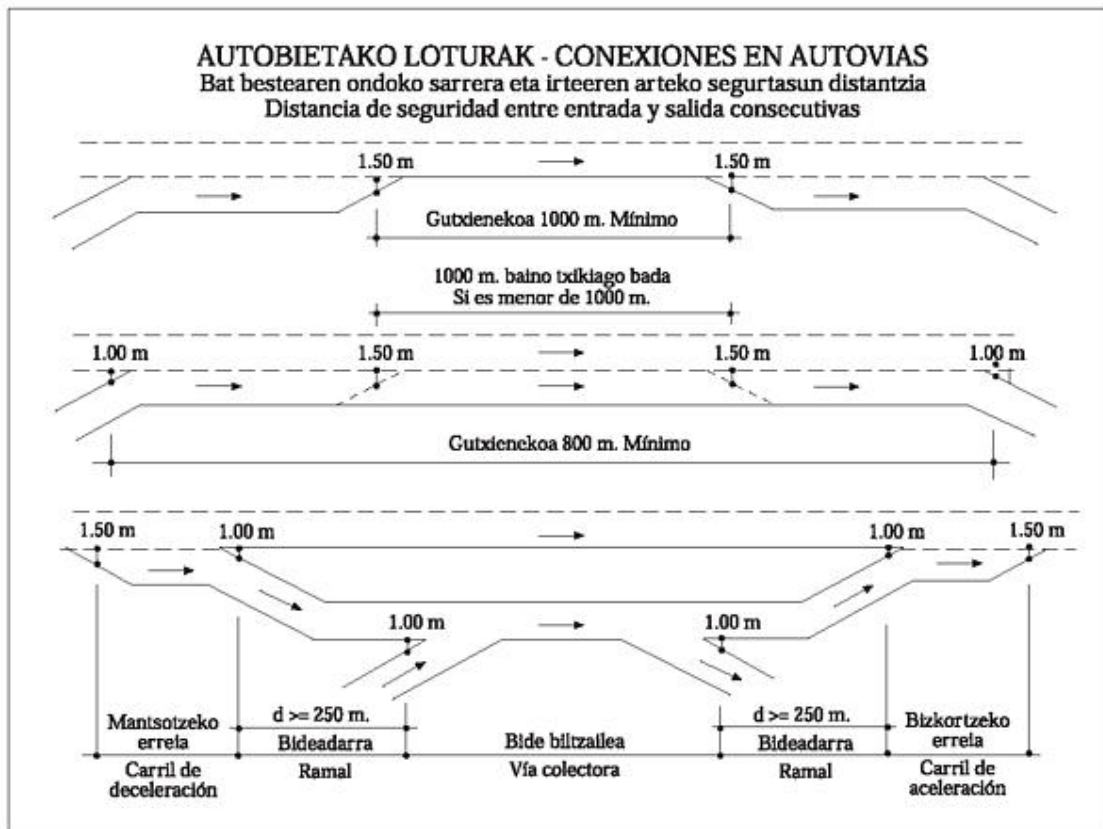 AUTOBIETAKO LOTURAK - CONEXIONES EN AUTOVIAS
Bat bestearen ondoko sarrera eta irteeren arteko segurtasun distantzia
Distancia de seguridad entre entrada y salida consecutivas
1.50 m
1.50 m
Gutxienekoa 1000 m. Mínimo
1000 m. baino txikiago bada
Si es menor de 1000 m.
1.00 m
1.50 m
1.50 m
1.00 m
Gutxienekoa 800 m. Mínimo
1.50 m
1.00 m
1.00 m
1.50 m
1.00 m
1.00 m
Mantsotzeko
erreia
d >= 250 m.
Bideadarra
Bide biltzailea
d >= 250 m.
Bideadarra
Bizkortzeko
erreia
Carril de
deceleración
Ramal
Vía colectora
Ramal
Carril de
aceleración